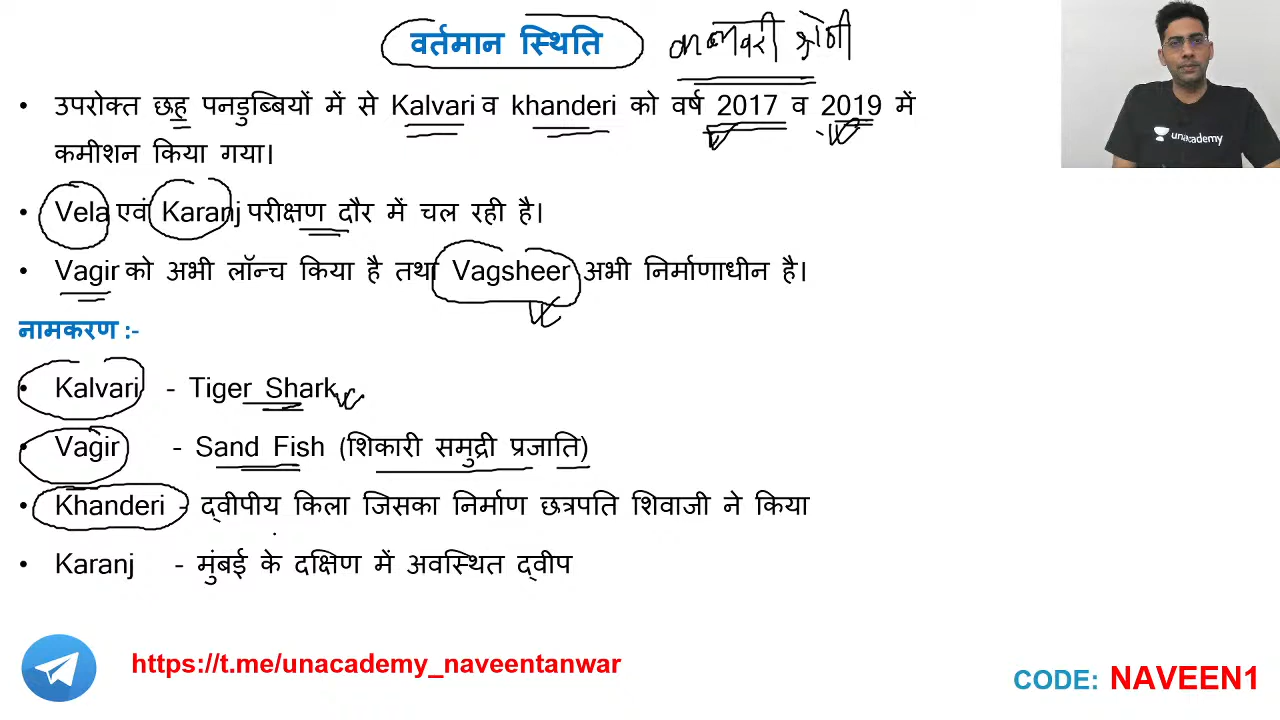 वर्तमान स्थिति
कलवरी श्रेणी
unacademy
• उपरोक्त छह पनडुब्बियों में से Kalvari व khanderi को वर्ष 2017 व 2019 में
कमीशन किया गया।
• Vela एवं Karanj परीक्षण दौर में चल रही है।
• Vagir को अभी लॉन्च किया है तथा Vagsheer अभी निर्माणाधीन है।
नामकरण :-
• Kalvari - Tiger Shark
• Vagir - Sand Fish (शिकारी समुद्री प्रजाति)
• Khanderi - द्वीपीय किला जिसका निर्माण छत्रपति शिवाजी ने किया
• Karanj - मुंबई के दक्षिण में अवस्थित द्वीप
https://t.me/unacademy_naveentanwar
CODE: NAVEEN1